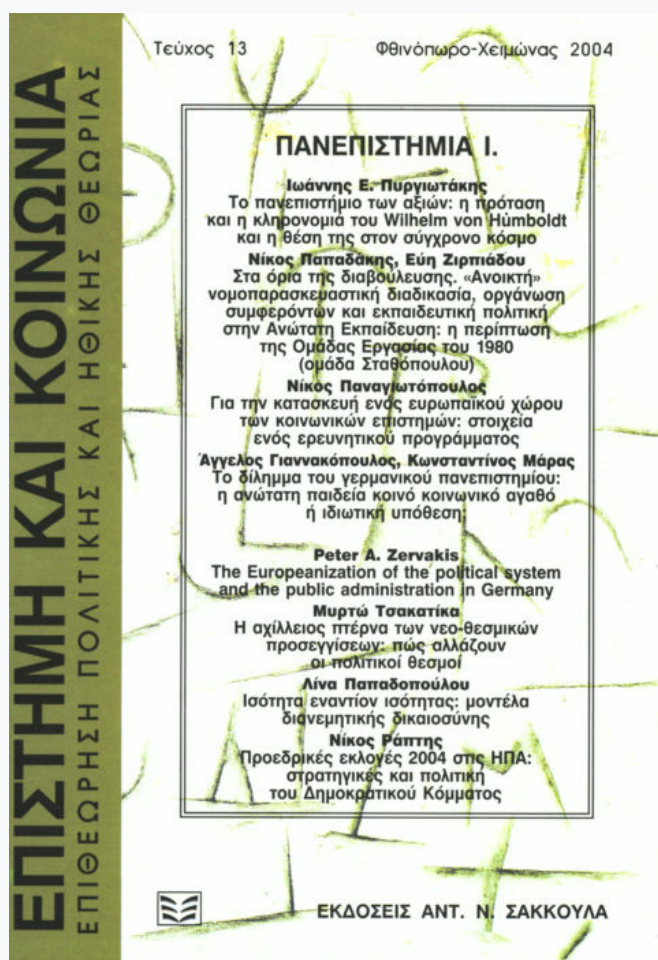 ΕΠΙΣΤΗΜΗ ΚΑΙ ΚΟΙΝΩΝΙΑ
ΕΠΙΘΕΩΡΗΣΗ ΠΟΛΙΤΙΚΗΣ ΚΑΙ ΗΘΙΚΗΣ ΘΕΩΡΙΑΣ
Τεύχος 13
Φθινόπωρο-Χειμώνας 2004
ΠΑΝΕΠΙΣΤΗΜΙΑ Ι.
Ιωάννης Ε. Πυργιωτάκης
Το πανεπιστήμιο των αξιών: η πρόταση
και η κληρονομιά του Wilhelm von Humboldt
και η θέση της στον σύγχρονο κόσμο
Νίκος Παπαδάκης, Εύη Ζιρπιάδου
Στα όρια της διαβούλευσης. «Ανοικτή»
νομοπαρασκευαστική διαδικασία, οργάνωση
συμφερόντων και εκπαιδευτική πολιτική
στην Ανώτατη Εκπαίδευση: η περίπτωση
της Ομάδας Εργασίας του 1980
(ομάδα Σταθόπουλου)
Νίκος Παναγιωτόπουλος
Για την κατασκευή ενός ευρωπαϊκού χώρου
των κοινωνικών επιστημών: στοιχεία
ενός ερευνητικού προγράμματος
Άγγελος Γιαννακόπουλος, Κωνσταντίνος Μάρας
Το δίλημμα του γερμανικού πανεπιστημίου:
η ανώτατη παιδεία κοινό κοινωνικό αγαθό
ή ιδιωτική υπόθεση
Peter A. Zervakis
The Europeanization of the political system
and the public administration in Germany
Μυρτώ Τσακατίκα
Η αχίλλειος πτέρνα των νεο-θεσμικών
προσεγγίσεων: πώς αλλάζουν
οι πολιτικοί θεσμοί
Λίνα Παπαδοπούλου
Ισότητα εναντίον ισότητας: μοντέλα
διανεμητικής δικαιοσύνης
Νίκος Ράπτης
Προεδρικές εκλογές 2004 στις ΗΠΑ:
στρατηγικές και πολιτική
του Δημοκρατικού Κόμματος
ΕΚΔΟΣΕΙΣ ΑΝΤ. Ν. ΣΑΚΚΟΥΛΑ